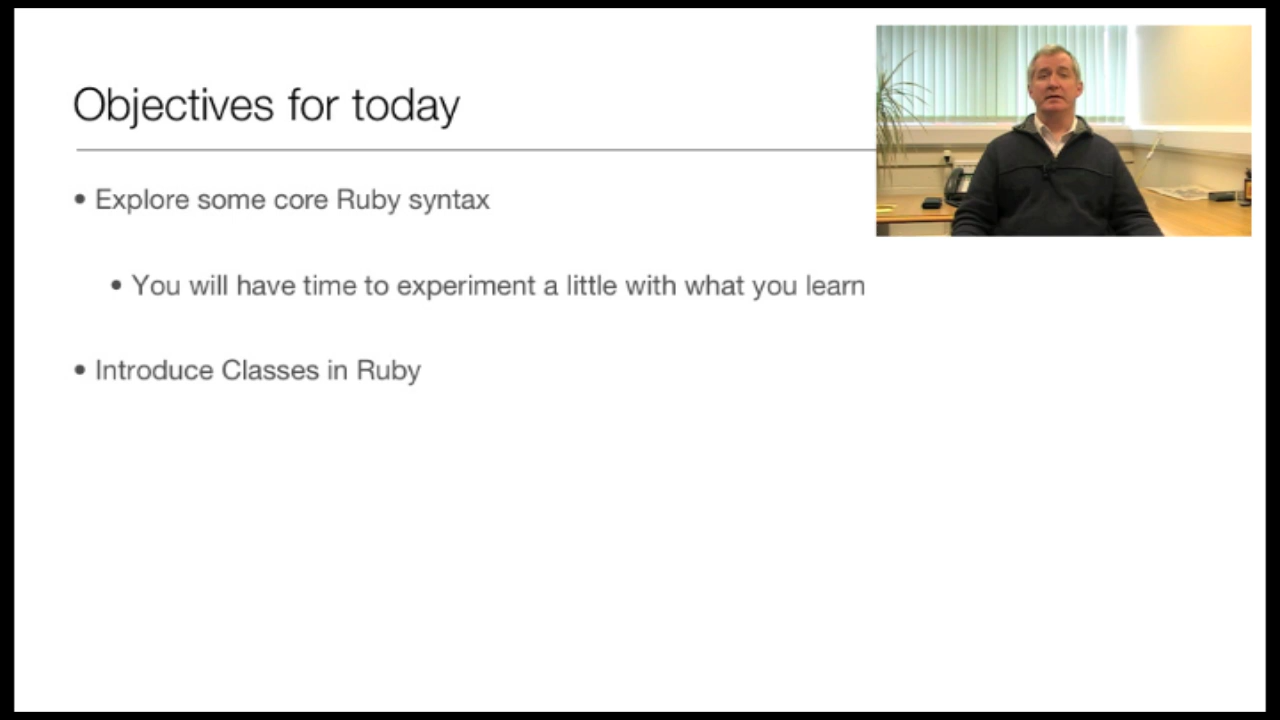 Objectives for today
• Explore some core Ruby syntax
• You will have time to experiment a little with what you learn
• Introduce Classes in Ruby